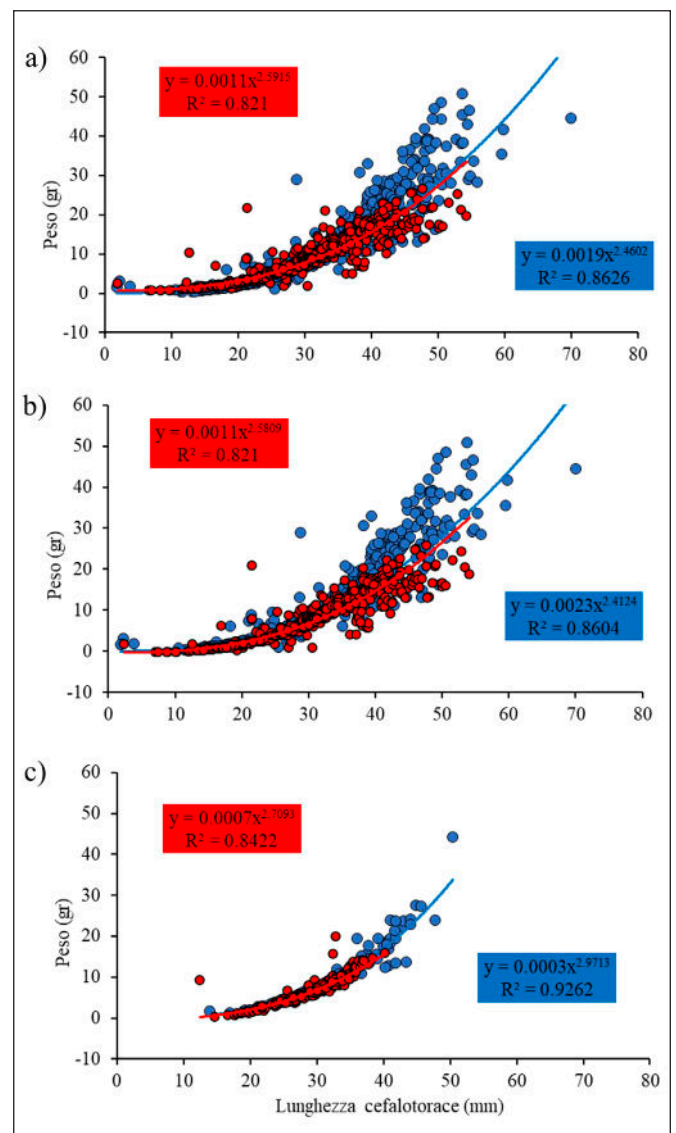 a)
60
50
40
30
20
10
0
-10
Peso (gr)
y = 0.0011x^2.5915
R² = 0.821
y = 0.0019x^2.4602
R² = 0.8626
0 10 20 30 40 50 60 70 80
b)
60
50
40
30
20
10
0
-10
Peso (gr)
y = 0.0011x^2.5809
R² = 0.821
y = 0.0023x^2.4124
R² = 0.8604
0 10 20 30 40 50 60 70 80
c)
60
50
40
30
20
10
0
-10
Peso (gr)
y = 0.0007x^2.7093
R² = 0.8422
y = 0.0003x^2.9713
R² = 0.9262
0 10 20 30 40 50 60 70 80
Lunghezza cefalotorace (mm)